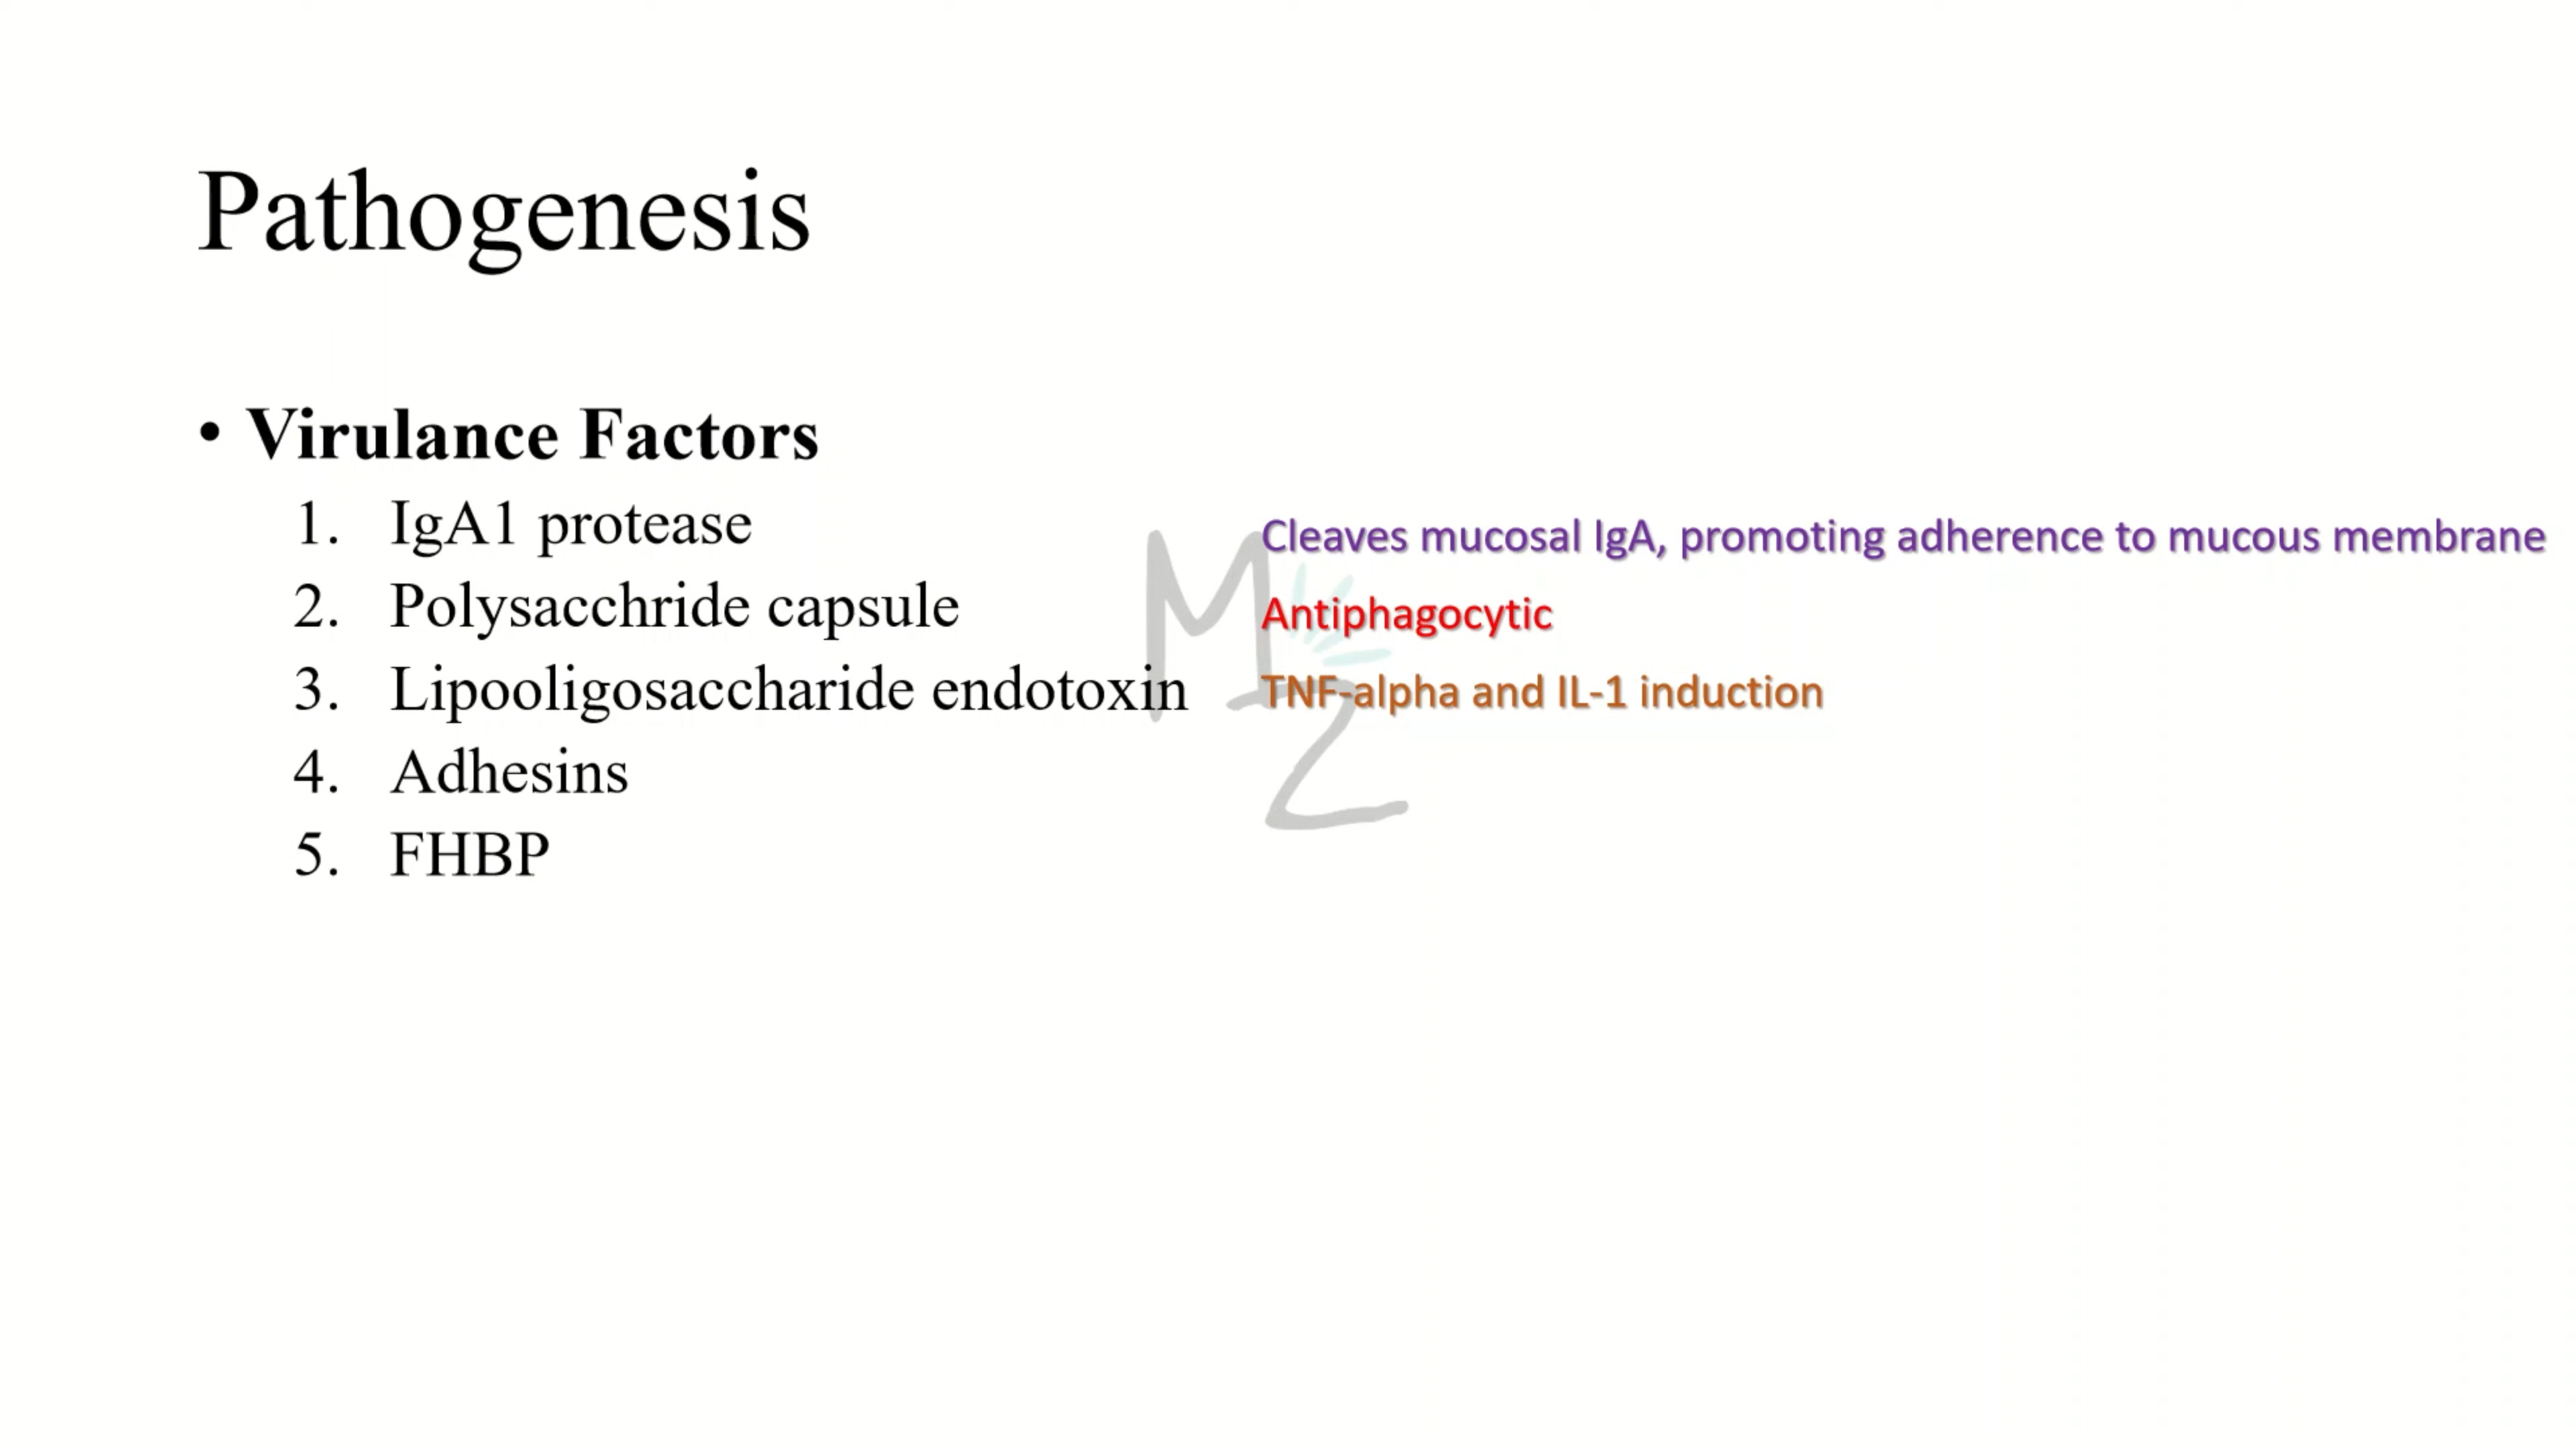 Pathogenesis
• Virulance Factors
1. IgA1 protease
Cleaves mucosal IgA, promoting adherence to mucous membrane
2. Polysacchride capsule
Antiphagocytic
3. Lipooligosaccharide endotoxin
TNF-alpha and IL-1 induction
4. Adhesins
5. FHBP
MZ